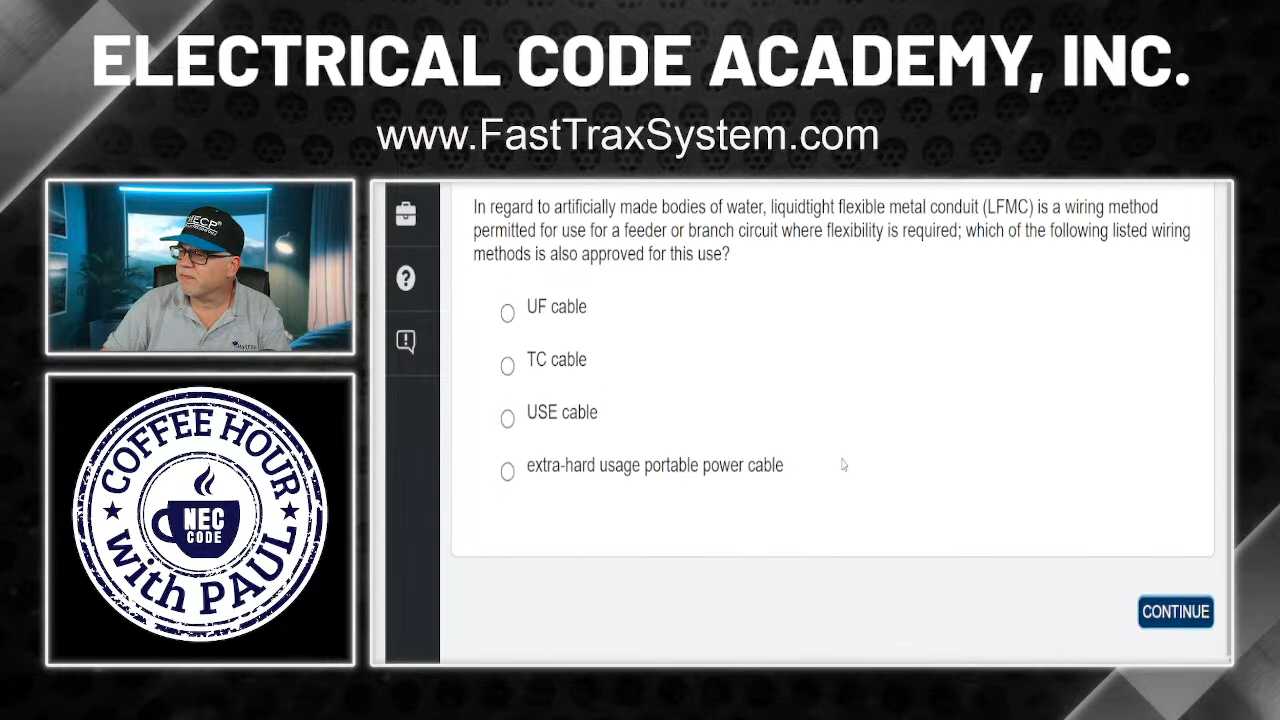 ELECTRICAL CODE ACADEMY, INC.
www.FastTraxSystem.com
In regard to artificially made bodies of water, liquidtight flexible metal conduit (LFMC) is a wiring method
permitted for use for a feeder or branch circuit where flexibility is required; which of the following listed wiring
methods is also approved for this use?
UF cable
TC cable
USE cable
extra-hard usage portable power cable
CONTINUE
COFFEE HOUR
NEC
CODE
with PAUL